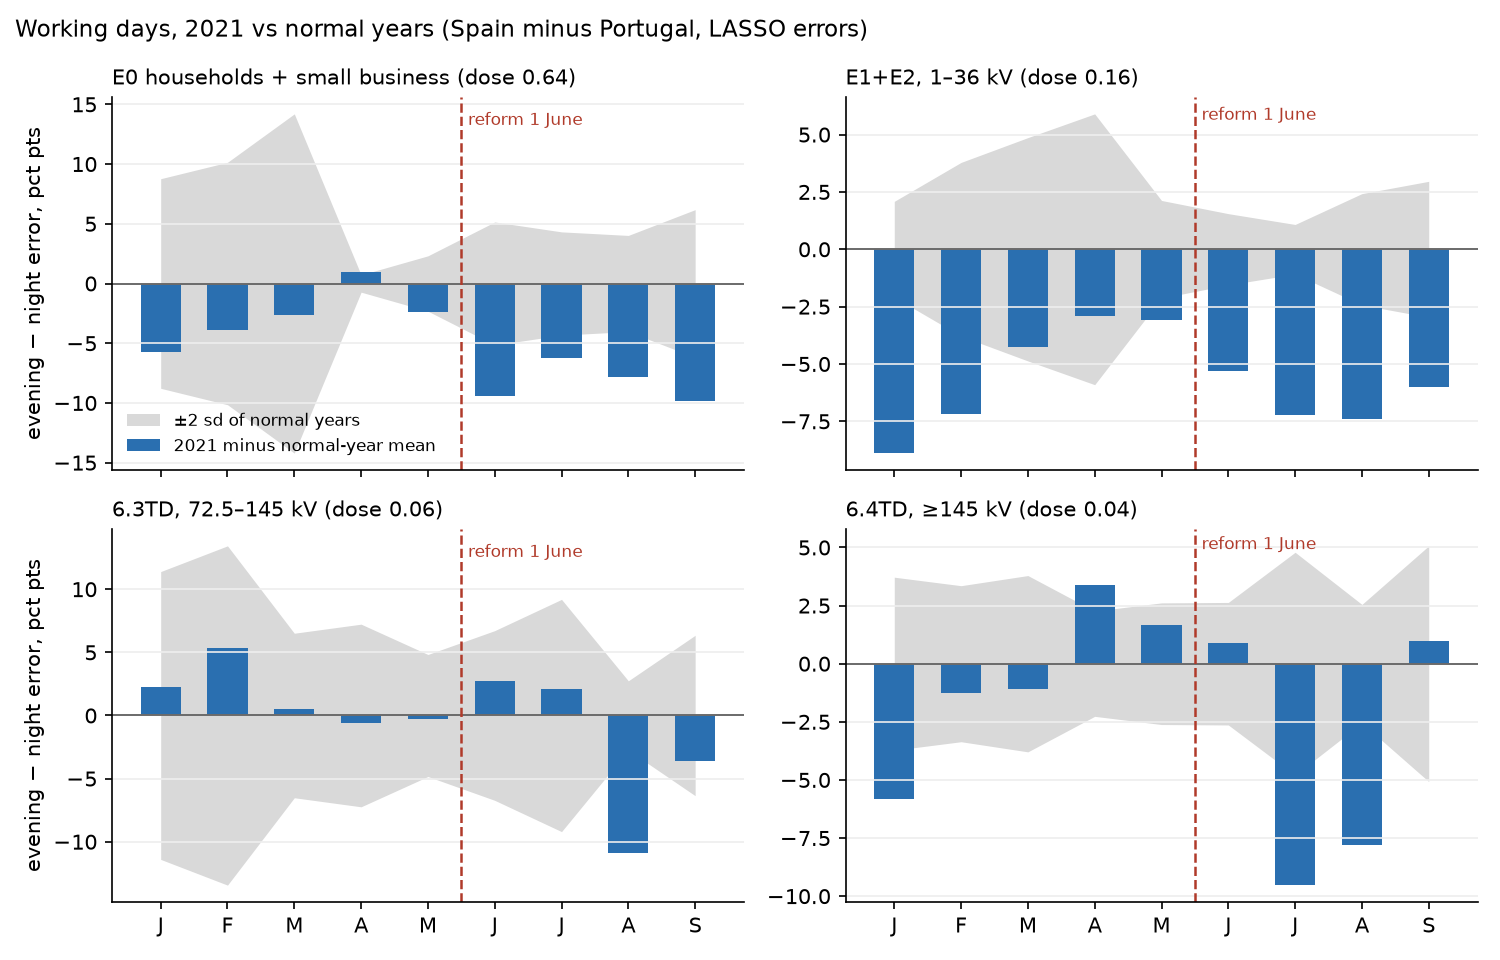 Working days, 2021 vs normal years (Spain minus Portugal, LASSO errors)
E0 households + small business (dose 0.64)
evening − night error, pct pts
15
10
5
0
−5
−10
−15
reform 1 June
±2 sd of normal years
2021 minus normal-year mean
E1+E2, 1–36 kV (dose 0.16)
5.0
2.5
0.0
−2.5
−5.0
−7.5
reform 1 June
6.3TD, 72.5–145 kV (dose 0.06)
evening − night error, pct pts
10
5
0
−5
−10
reform 1 June
J F M A M J J A S
6.4TD, ≥145 kV (dose 0.04)
5.0
2.5
0.0
−2.5
−5.0
−7.5
−10.0
reform 1 June
J F M A M J J A S